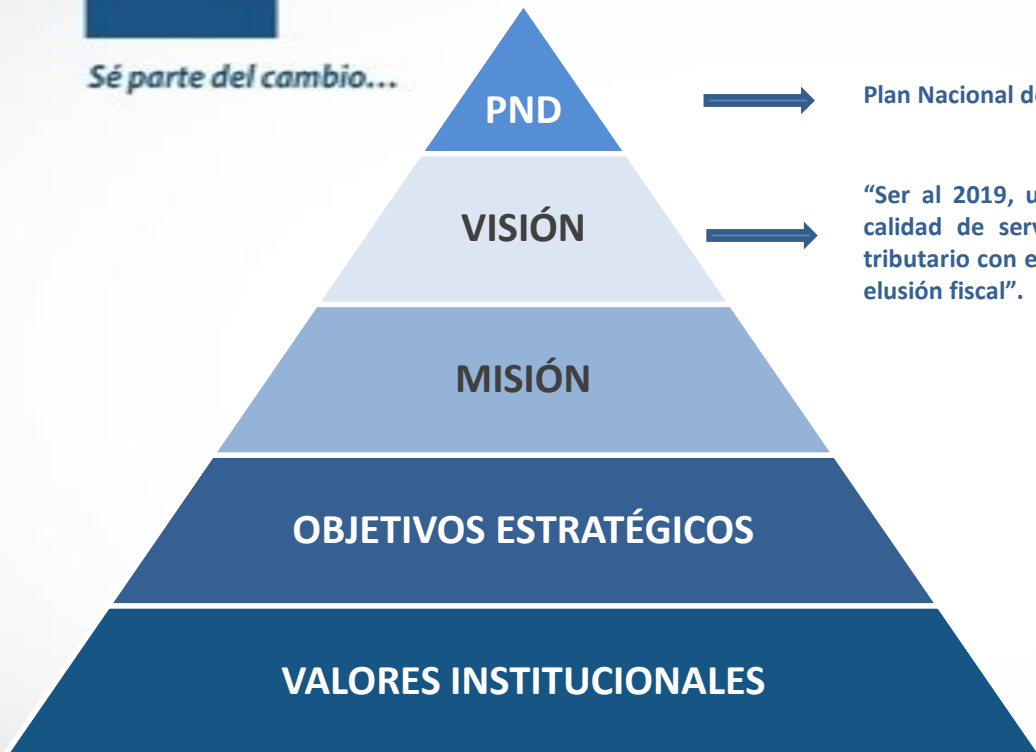 Sé parte del cambio...
PND
Plan Nacional de
VISIÓN
“Ser al 2019, u
calidad de serv
tributario con e
elusión fiscal”.
MISIÓN
OBJETIVOS ESTRATÉGICOS
VALORES INSTITUCIONALES